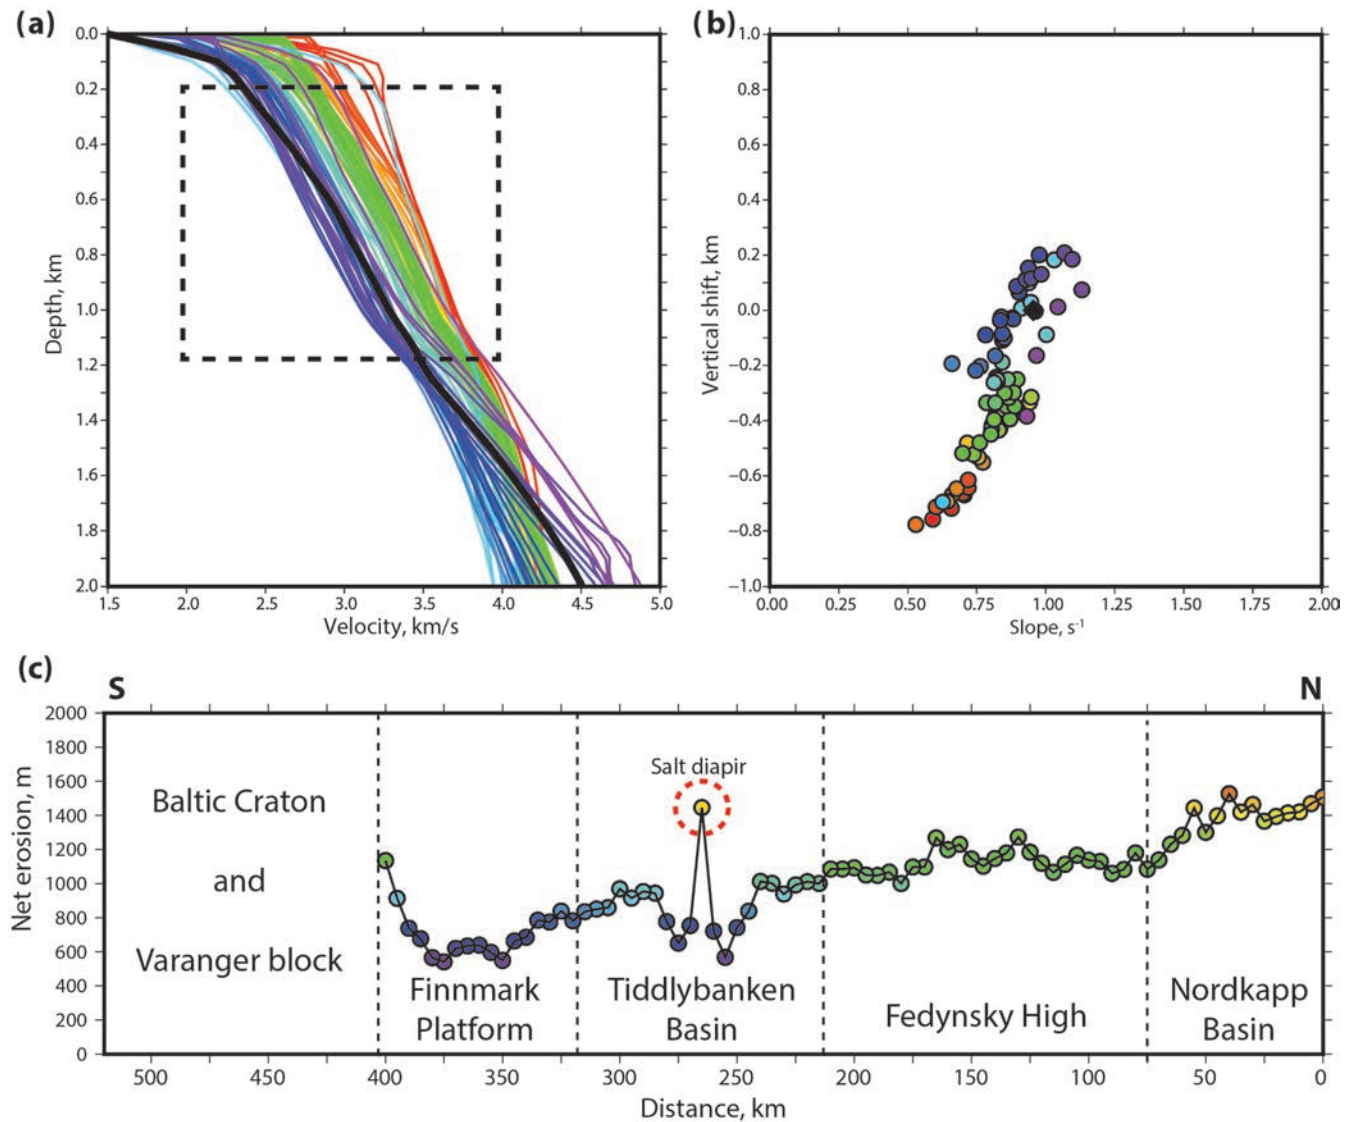 (a)
0.0
0.2
0.4
0.6
0.8
1.0
1.2
1.4
1.6
1.8
2.0
Depth, km
1.5 2.0 2.5 3.0 3.5 4.0 4.5 5.0
Velocity, km/s
(b)
1.0
0.8
0.6
0.4
0.2
0.0
−0.2
−0.4
−0.6
−0.8
−1.0
Vertical shift, km
0.00 0.25 0.50 0.75 1.00 1.25 1.50 1.75 2.00
Slope, s⁻¹
(c)
S N
2000
1800
1600
1400
1200
1000
800
600
400
200
0
Net erosion, m
Baltic Craton
and
Varanger block
Finnmark
Platform
Salt diapir
Tiddlybanken
Basin
Fedynsky High
Nordkapp
Basin
500 450 400 350 300 250 200 150 100 50 0
Distance, km